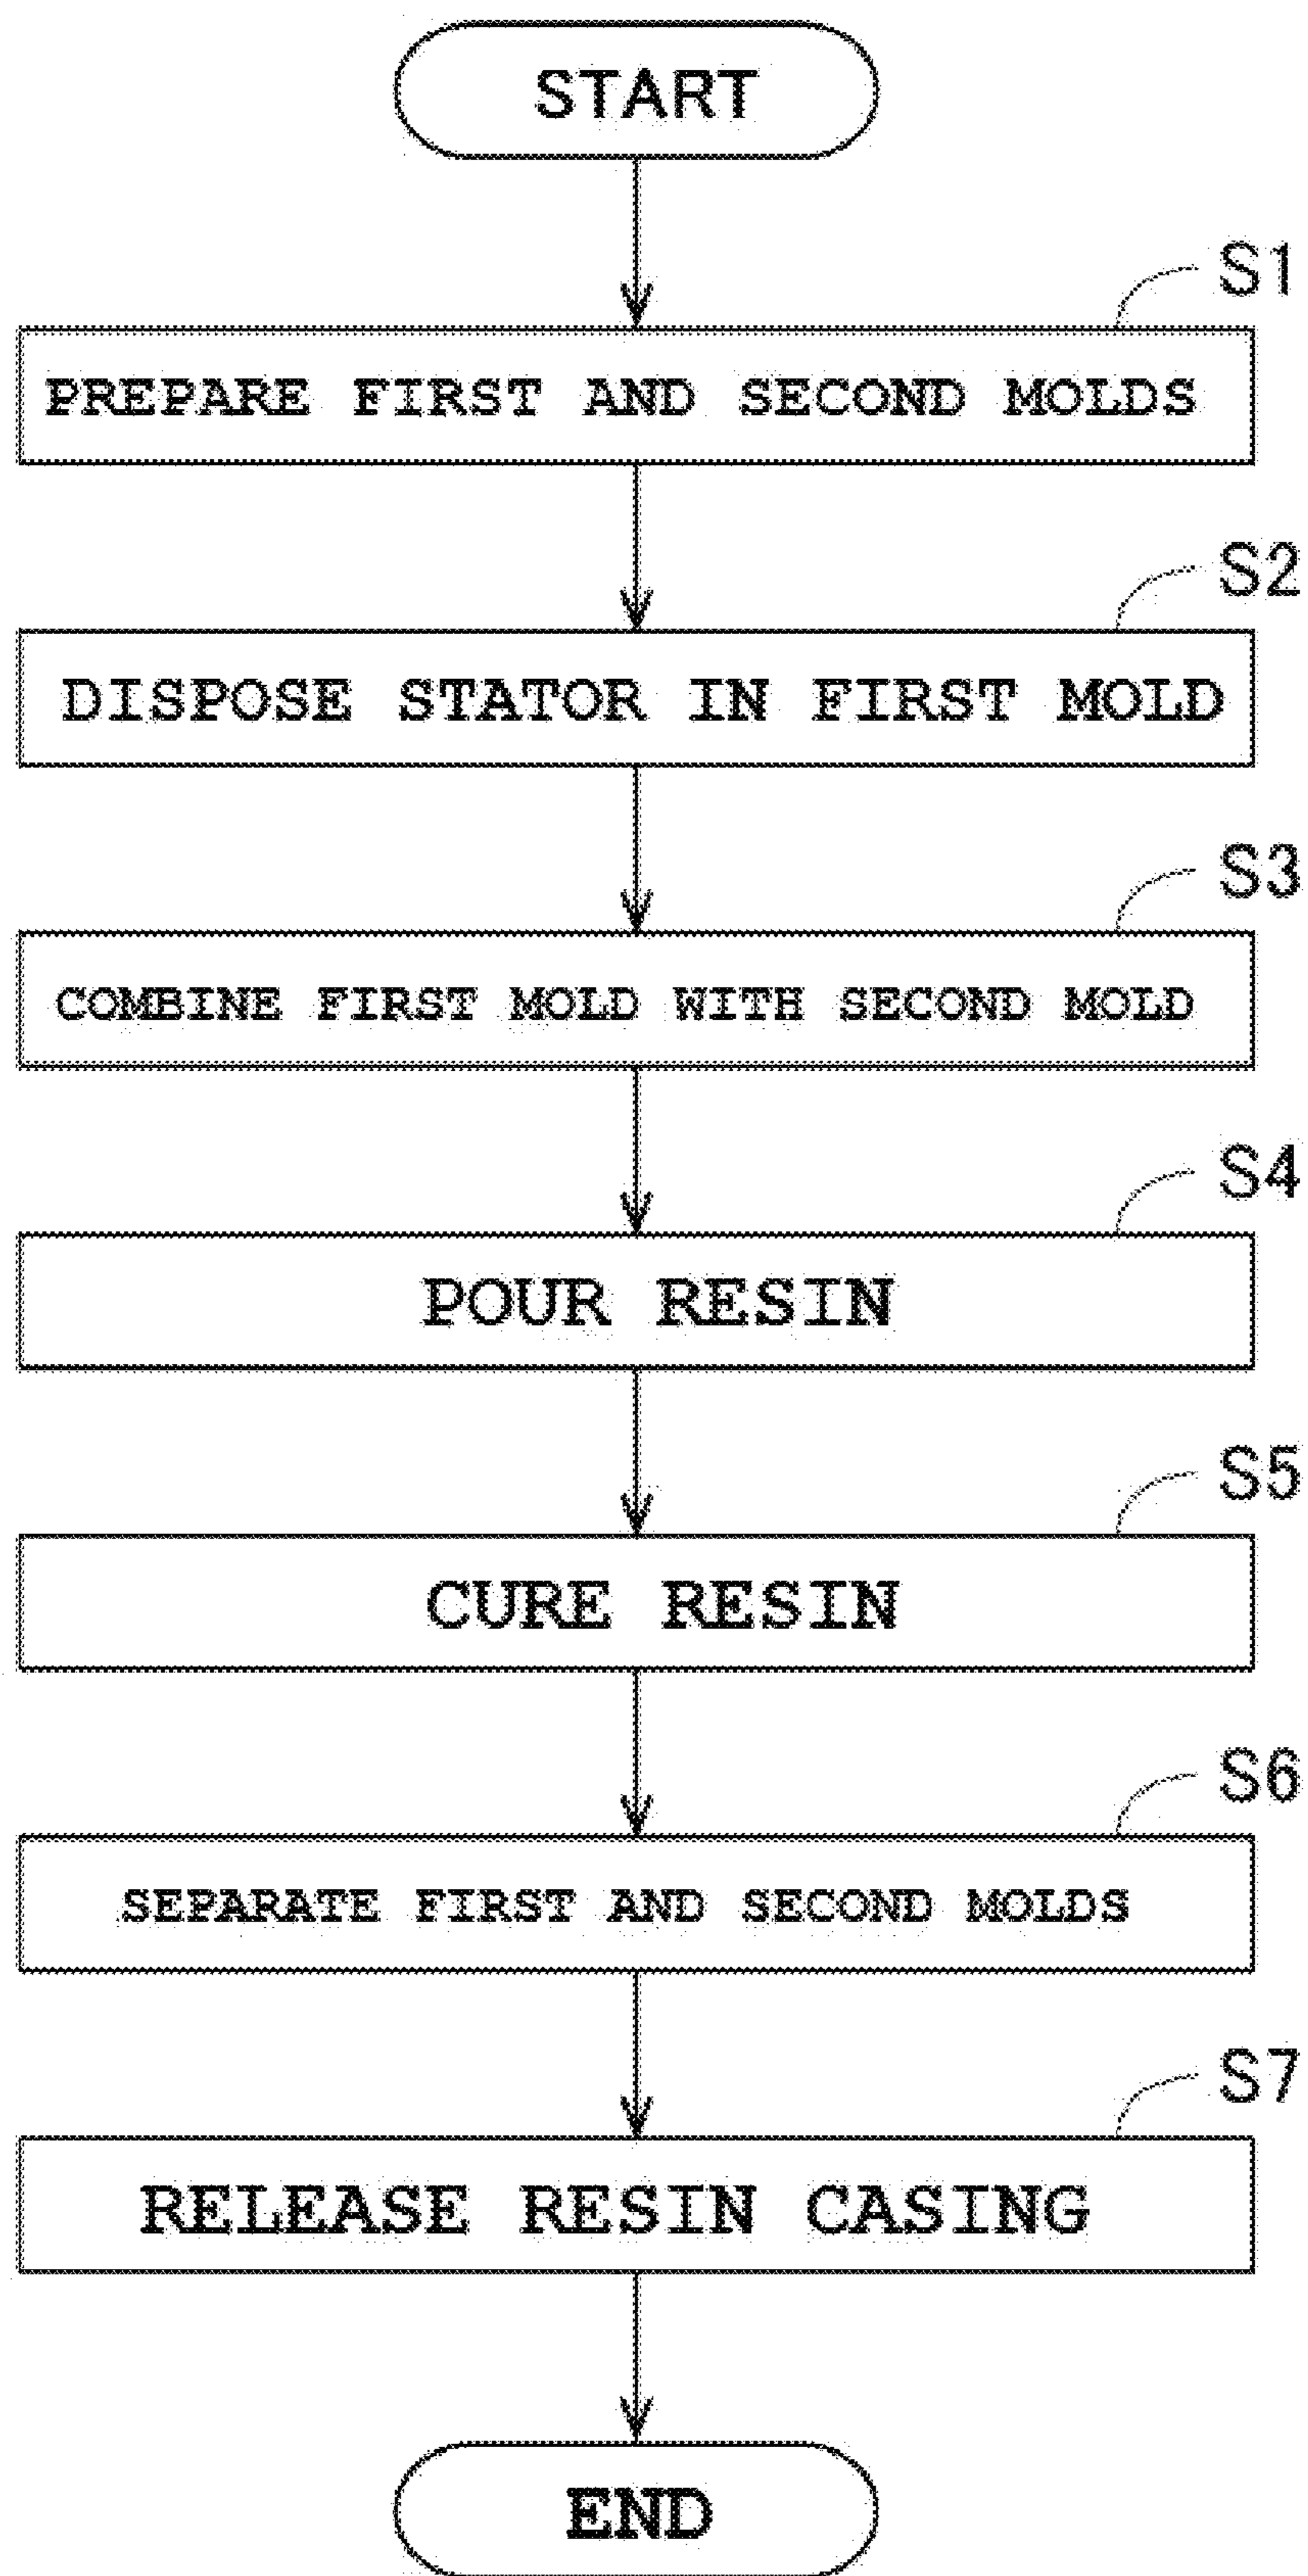 START
S1
PREPARE FIRST AND SECOND MOLDS
S2
DISPOSE STATOR IN FIRST MOLD
S3
COMBINE FIRST MOLD WITH SECOND MOLD
S4
POUR RESIN
S5
CURE RESIN
S6
SEPARATE FIRST AND SECOND MOLDS
S7
RELEASE RESIN CASING
END